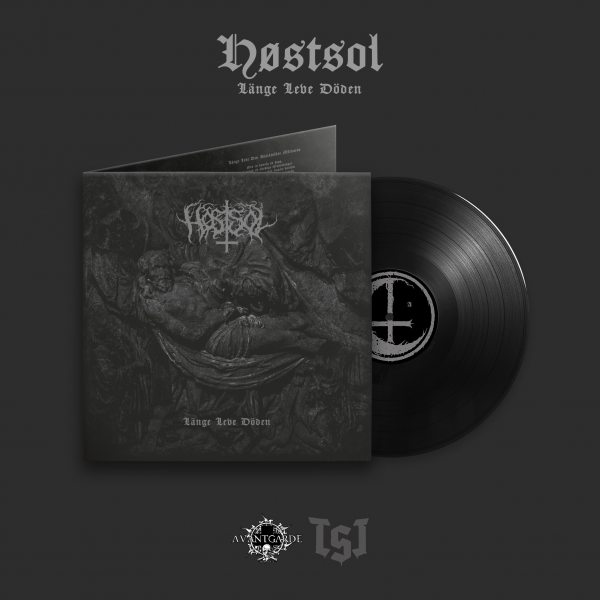 Høstsol
Länge Leve Döden
HØSTSOL
Länge Leve Döden
AVANTGARDE